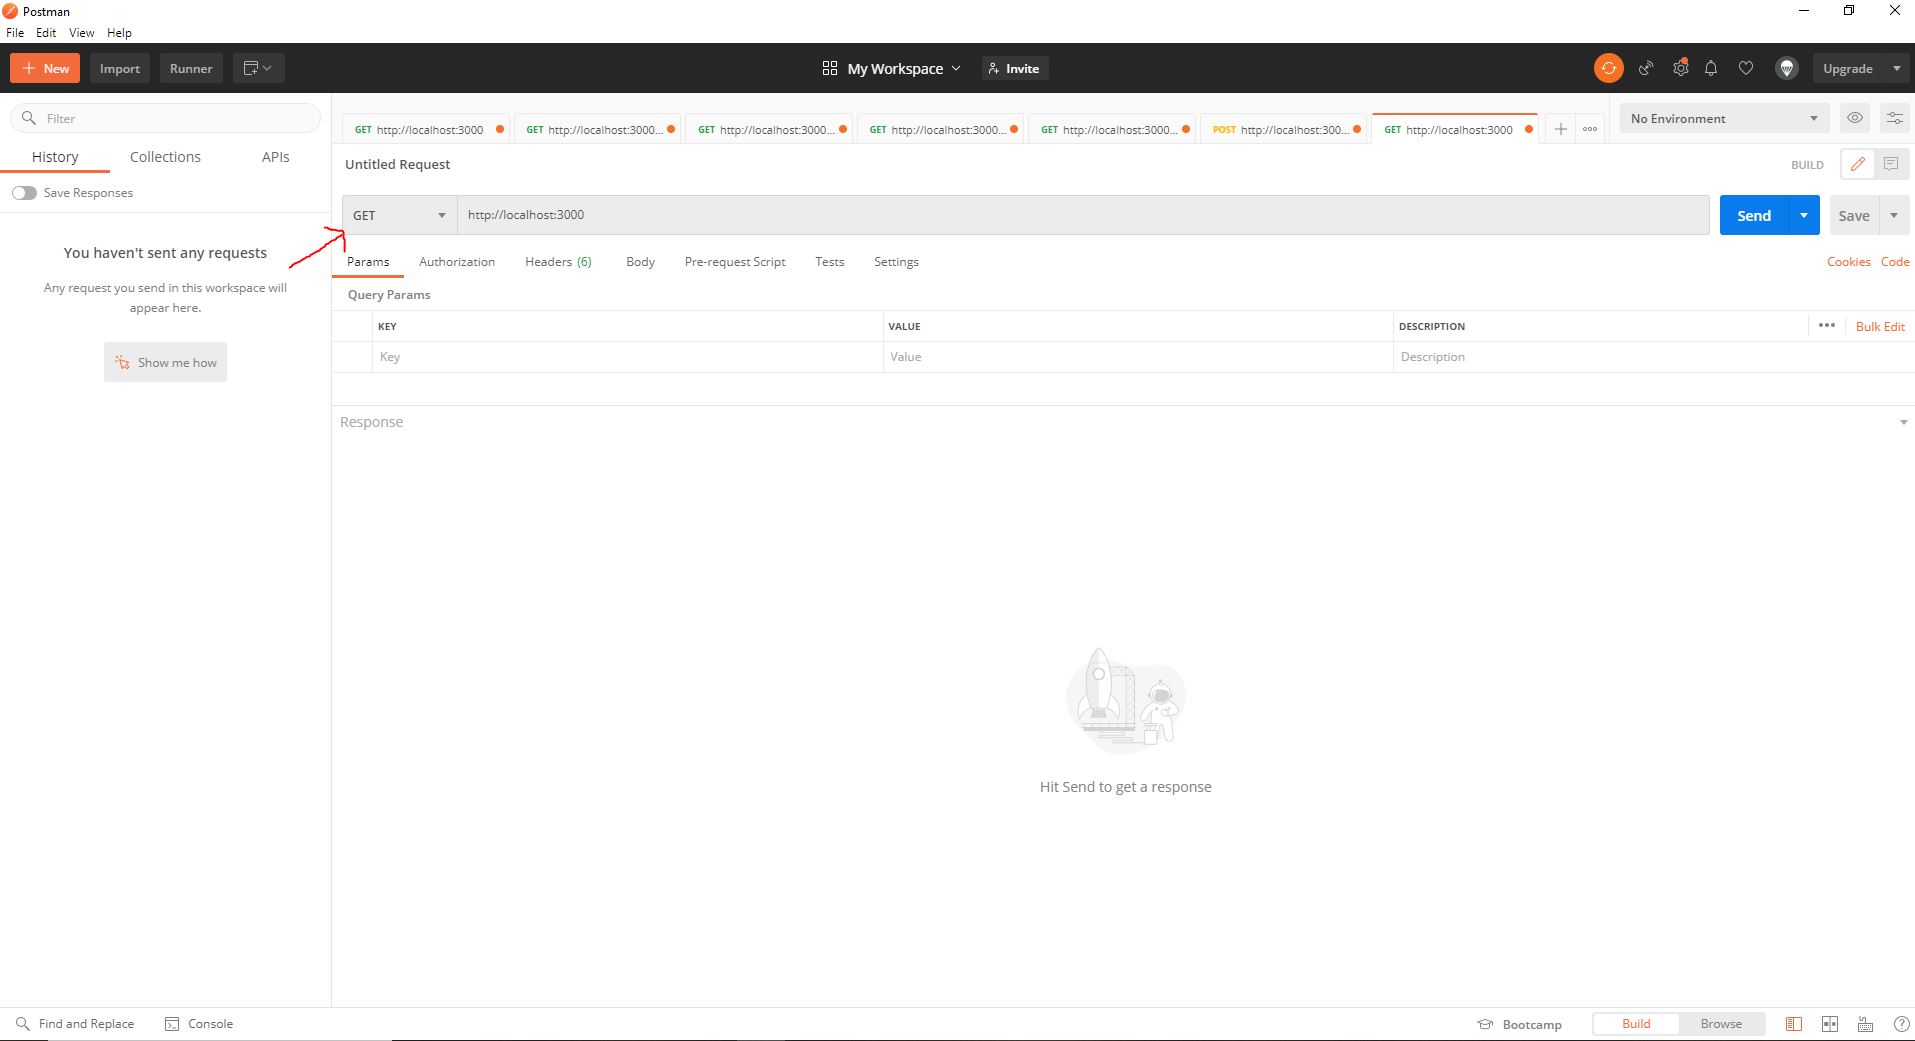 Postman
File Edit View Help
New Import Runner My Workspace Invite Upgrade
Filter
History Collections APIs
Save Responses
You haven't sent any requests
Any request you send in this workspace will
appear here.
Show me how
GET http://localhost:3000 GET http://localhost:3000... GET http://localhost:3000... GET http://localhost:3000... GET http://localhost:3000... POST http://localhost:300... GET http://localhost:3000 No Environment
Untitled Request BUILD
GET http://localhost:3000 Send Save
Params Authorization Headers (6) Body Pre-request Script Tests Settings Cookies Code
Query Params
KEY VALUE DESCRIPTION Bulk Edit
Key Value Description
Response
Hit Send to get a response
Find and Replace Console Bootcamp Build Browse